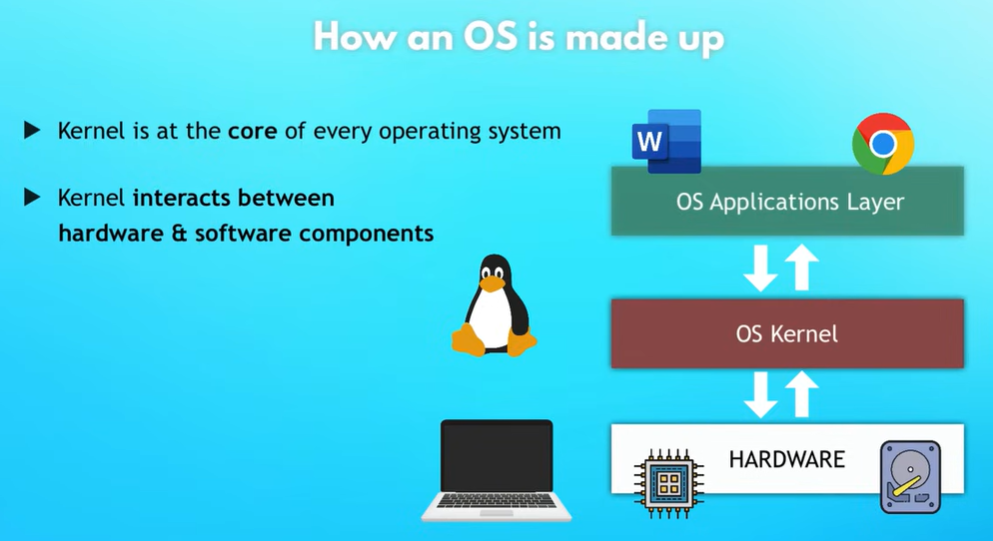 How an OS is made up
Kernel is at the core of every operating system
Kernel interacts between
hardware & software components
W
OS Applications Layer
OS Kernel
HARDWARE